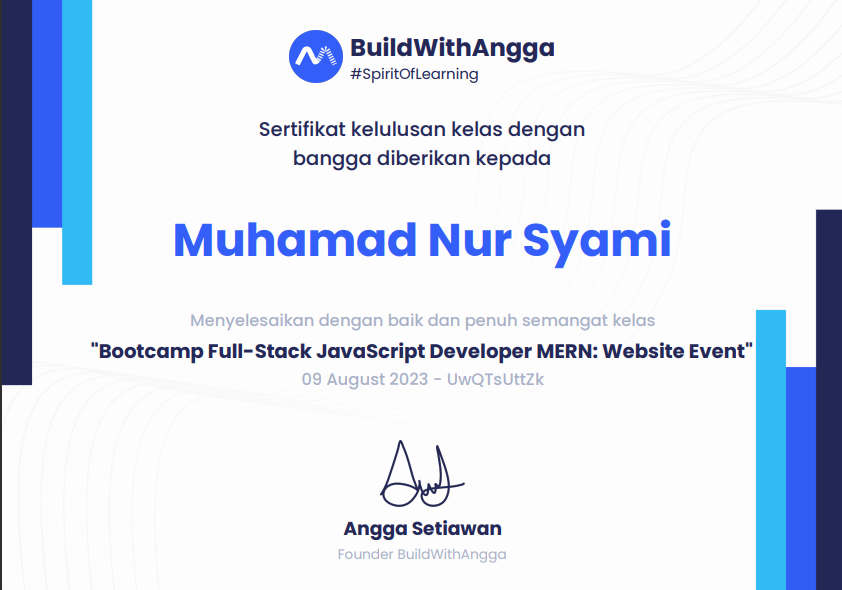 BuildWithAngga
#SpiritOfLearning
Sertifikat kelulusan kelas dengan
bangga diberikan kepada
Muhamad Nur Syami
Menyelesaikan dengan baik dan penuh semangat kelas
"Bootcamp Full-Stack JavaScript Developer MERN: Website Event"
09 August 2023 - UwQTsUttZk
Angga Setiawan
Founder BuildWithAngga